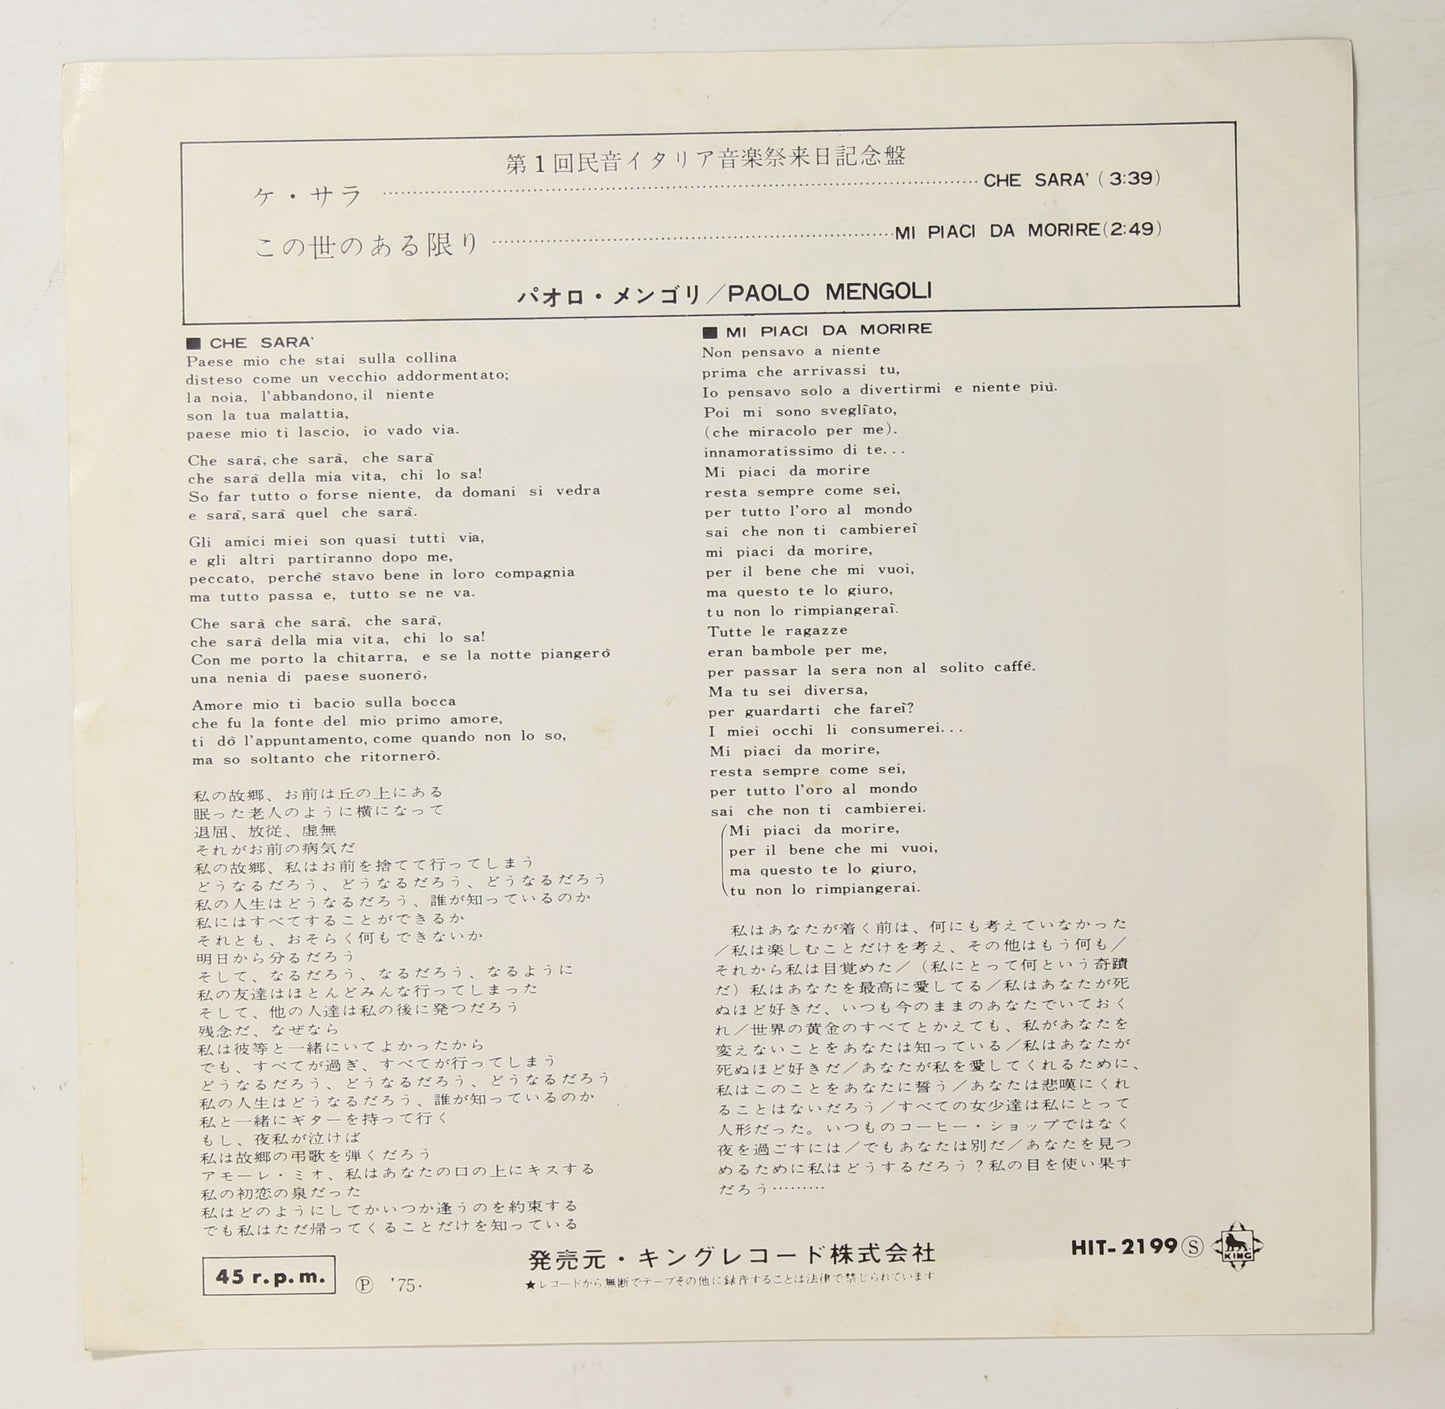 第1回民音イタリア音楽祭来日記念盤
ケ・サラ ……… CHE SARA' (3:39)
この世のある限り ……… MI PIACI DA MORIRE(2:49)
パオロ・メンゴリ/PAOLO MENGOLI
■ CHE SARA'
Paese mio che stai sulla collina
disteso come un vecchio addormentato;
la noia, l'abbandono, il niente
son la tua malattia,
paese mio ti lascio, io vado via.
Che sarà, che sarà, che sarà
che sarà della mia vita, chi lo sa!
So far tutto o forse niente, da domani si vedra
e sarà, sarà quel che sarà.
Gli amici miei son quasi tutti via,
e gli altri partiranno dopo me,
peccato, perchè stavo bene in loro compagnia
ma tutto passa e, tutto se ne va.
Che sarà che sarà, che sarà,
che sarà della mia vita, chi lo sa!
Con me porto la chitarra, e se la notte piangerò
una nenia di paese suonerò,
Amore mio ti bacio sulla bocca
che fu la fonte del mio primo amore,
ti dò l'appuntamento, come quando non lo so,
ma so soltanto che ritornerò.
私の故郷、お前は丘の上にある
眠った老人のように横になって
退屈、放従、虚無
それがお前の病気だ
私の故郷、私はお前を捨てて行ってしまう
どうなるだろう、どうなるだろう、どうなるだろう
私の人生はどうなるだろう、誰が知っているのか
私にはすべてすることができるか
それとも、おそらく何もできないか
明日から分るだろう
そして、なるだろう、なるだろう、なるように
私の友達はほとんどみんな行ってしまった
そして、他の人達は私の後に発つだろう
残念だ、なぜなら
私は彼等と一緒にいてよかったから
でも、すべてが過ぎ、すべてが行ってしまう
どうなるだろう、どうなるだろう、どうなるだろう
私の人生はどうなるだろう、誰が知っているのか
私と一緒にギターを持って行く
もし、夜私が泣けば
私は故郷の弔歌を弾くだろう
アモーレ・ミオ、私はあなたの口の上にキスする
私の初恋の泉だった
私はどのようにしてかいつか逢うのを約束する
でも私はただ帰ってくることだけを知っている
■ MI PIACI DA MORIRE
Non pensavo a niente
prima che arrivassi tu,
Io pensavo solo a divertirmi e niente più.
Poi mi sono svegliato,
(che miracolo per me).
innamoratissimo di te...
Mi piaci da morire
resta sempre come sei,
per tutto l'oro al mondo
sai che non ti cambierei
mi piaci da morire,
per il bene che mi vuoi,
ma questo te lo giuro,
tu non lo rimpiangerai.
Tutte le ragazze
eran bambole per me,
per passar la sera non al solito caffè.
Ma tu sei diversa,
per guardarti che farei?
I miei occhi li consumerei...
Mi piaci da morire,
resta sempre come sei,
per tutto l'oro al mondo
sai che non ti cambierei.
(Mi piaci da morire,
per il bene che mi vuoi,
ma questo te lo giuro,
tu non lo rimpiangerai.
私はあなたが着く前は、何にも考えていなかった
/私は楽しむことだけを考え、その他はもう何も/
それから私は目覚めた/(私にとって何という奇蹟
だ)私はあなたを最高に愛してる/私はあなたが死
ぬほど好きだ、いつも今のままのあなたでいておく
れ/世界の黄金のすべてとかえても、私があなたを
変えないことをあなたは知っている/私はあなたが
死ぬほど好きだ/あなたが私を愛してくれるために、
私はこのことをあなたに誓う/あなたは悲嘆にくれ
ることはないだろう/すべての女少達は私にとって
人形だった。いつものコーヒー・ショップではなく
夜を過ごすには/でもあなたは別だ/あなたを見つ
めるために私はどうするだろう?私の目を使い果す
だろう………
45 r.p.m.
Ⓟ '75.
発売元・キングレコード株式会社
★レコードから無断でテープその他に録音することは法律で禁じられています
HIT-2199Ⓢ
KING